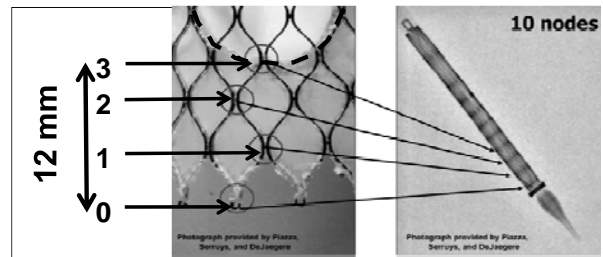 10 nodes
3
2
1
0
12 mm
Photograph provided by Piazza,
Serruys, and DeJaegere
Photograph provided by Piazza,
Serruys, and DeJaegere